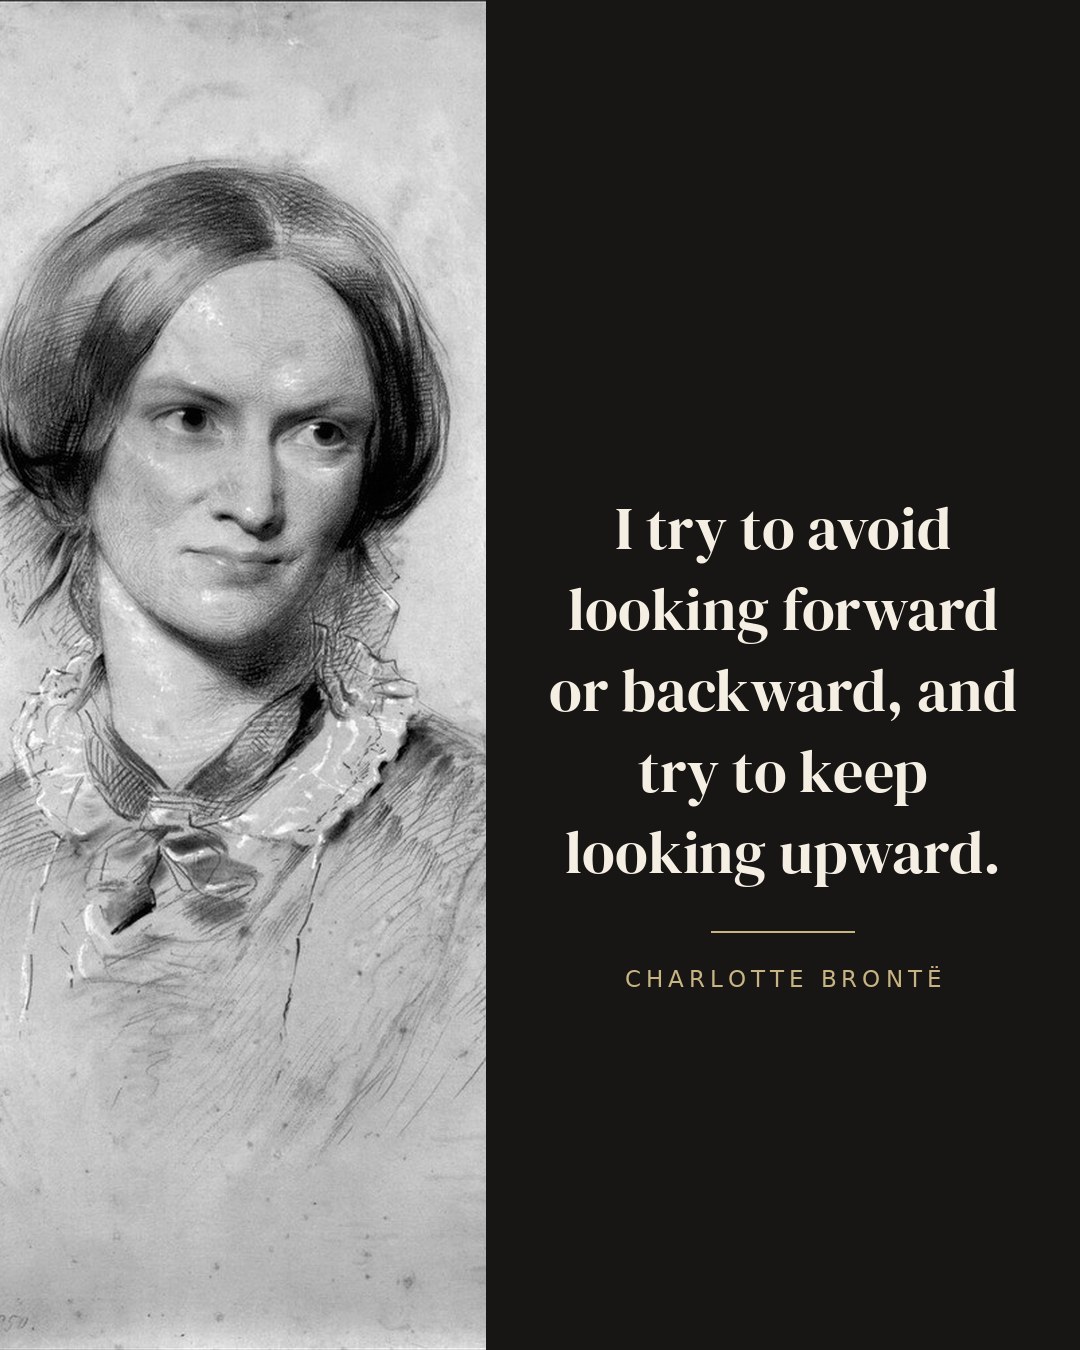 I try to avoid
looking forward
or backward, and
try to keep
looking upward.
CHARLOTTE BRONTË